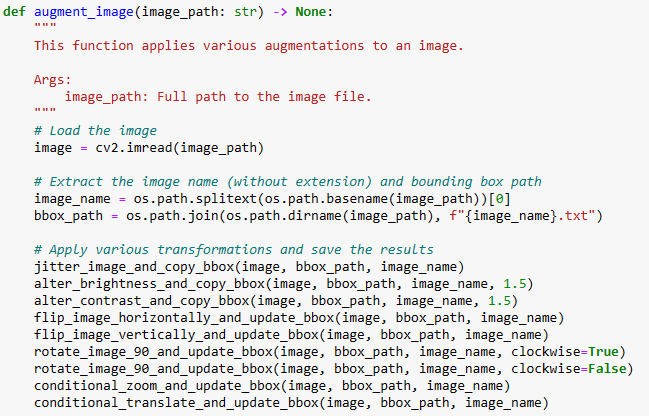 def augment_image(image_path: str) -> None:
    """
    This function applies various augmentations to an image.

    Args:
        image_path: Full path to the image file.
    """
    # Load the image
    image = cv2.imread(image_path)

    # Extract the image name (without extension) and bounding box path
    image_name = os.path.splitext(os.path.basename(image_path))[0]
    bbox_path = os.path.join(os.path.dirname(image_path), f"{image_name}.txt")

    # Apply various transformations and save the results
    jitter_image_and_copy_bbox(image, bbox_path, image_name)
    alter_brightness_and_copy_bbox(image, bbox_path, image_name, 1.5)
    alter_contrast_and_copy_bbox(image, bbox_path, image_name, 1.5)
    flip_image_horizontally_and_update_bbox(image, bbox_path, image_name)
    flip_image_vertically_and_update_bbox(image, bbox_path, image_name)
    rotate_image_90_and_update_bbox(image, bbox_path, image_name, clockwise=True)
    rotate_image_90_and_update_bbox(image, bbox_path, image_name, clockwise=False)
    conditional_zoom_and_update_bbox(image, bbox_path, image_name)
    conditional_translate_and_update_bbox(image, bbox_path, image_name)